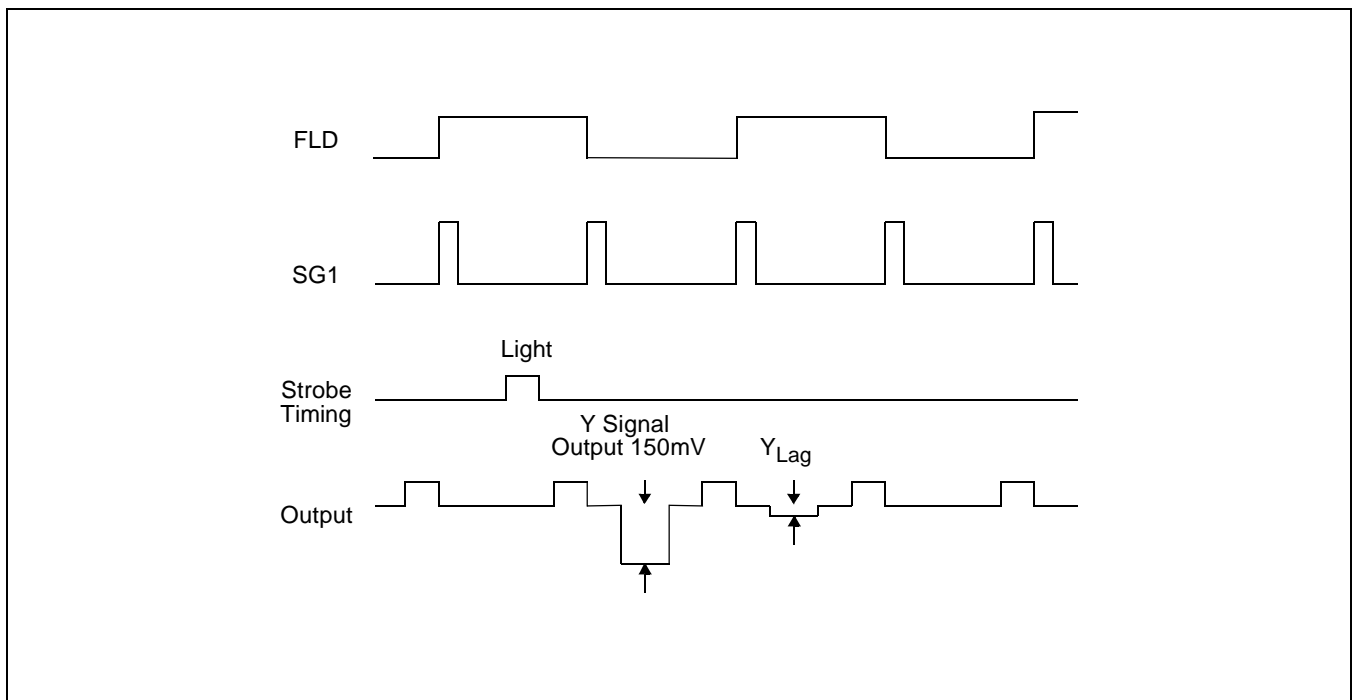 FLD
SG1
Light
Strobe
Timing
Y Signal
Output 150mV
YLag
Output